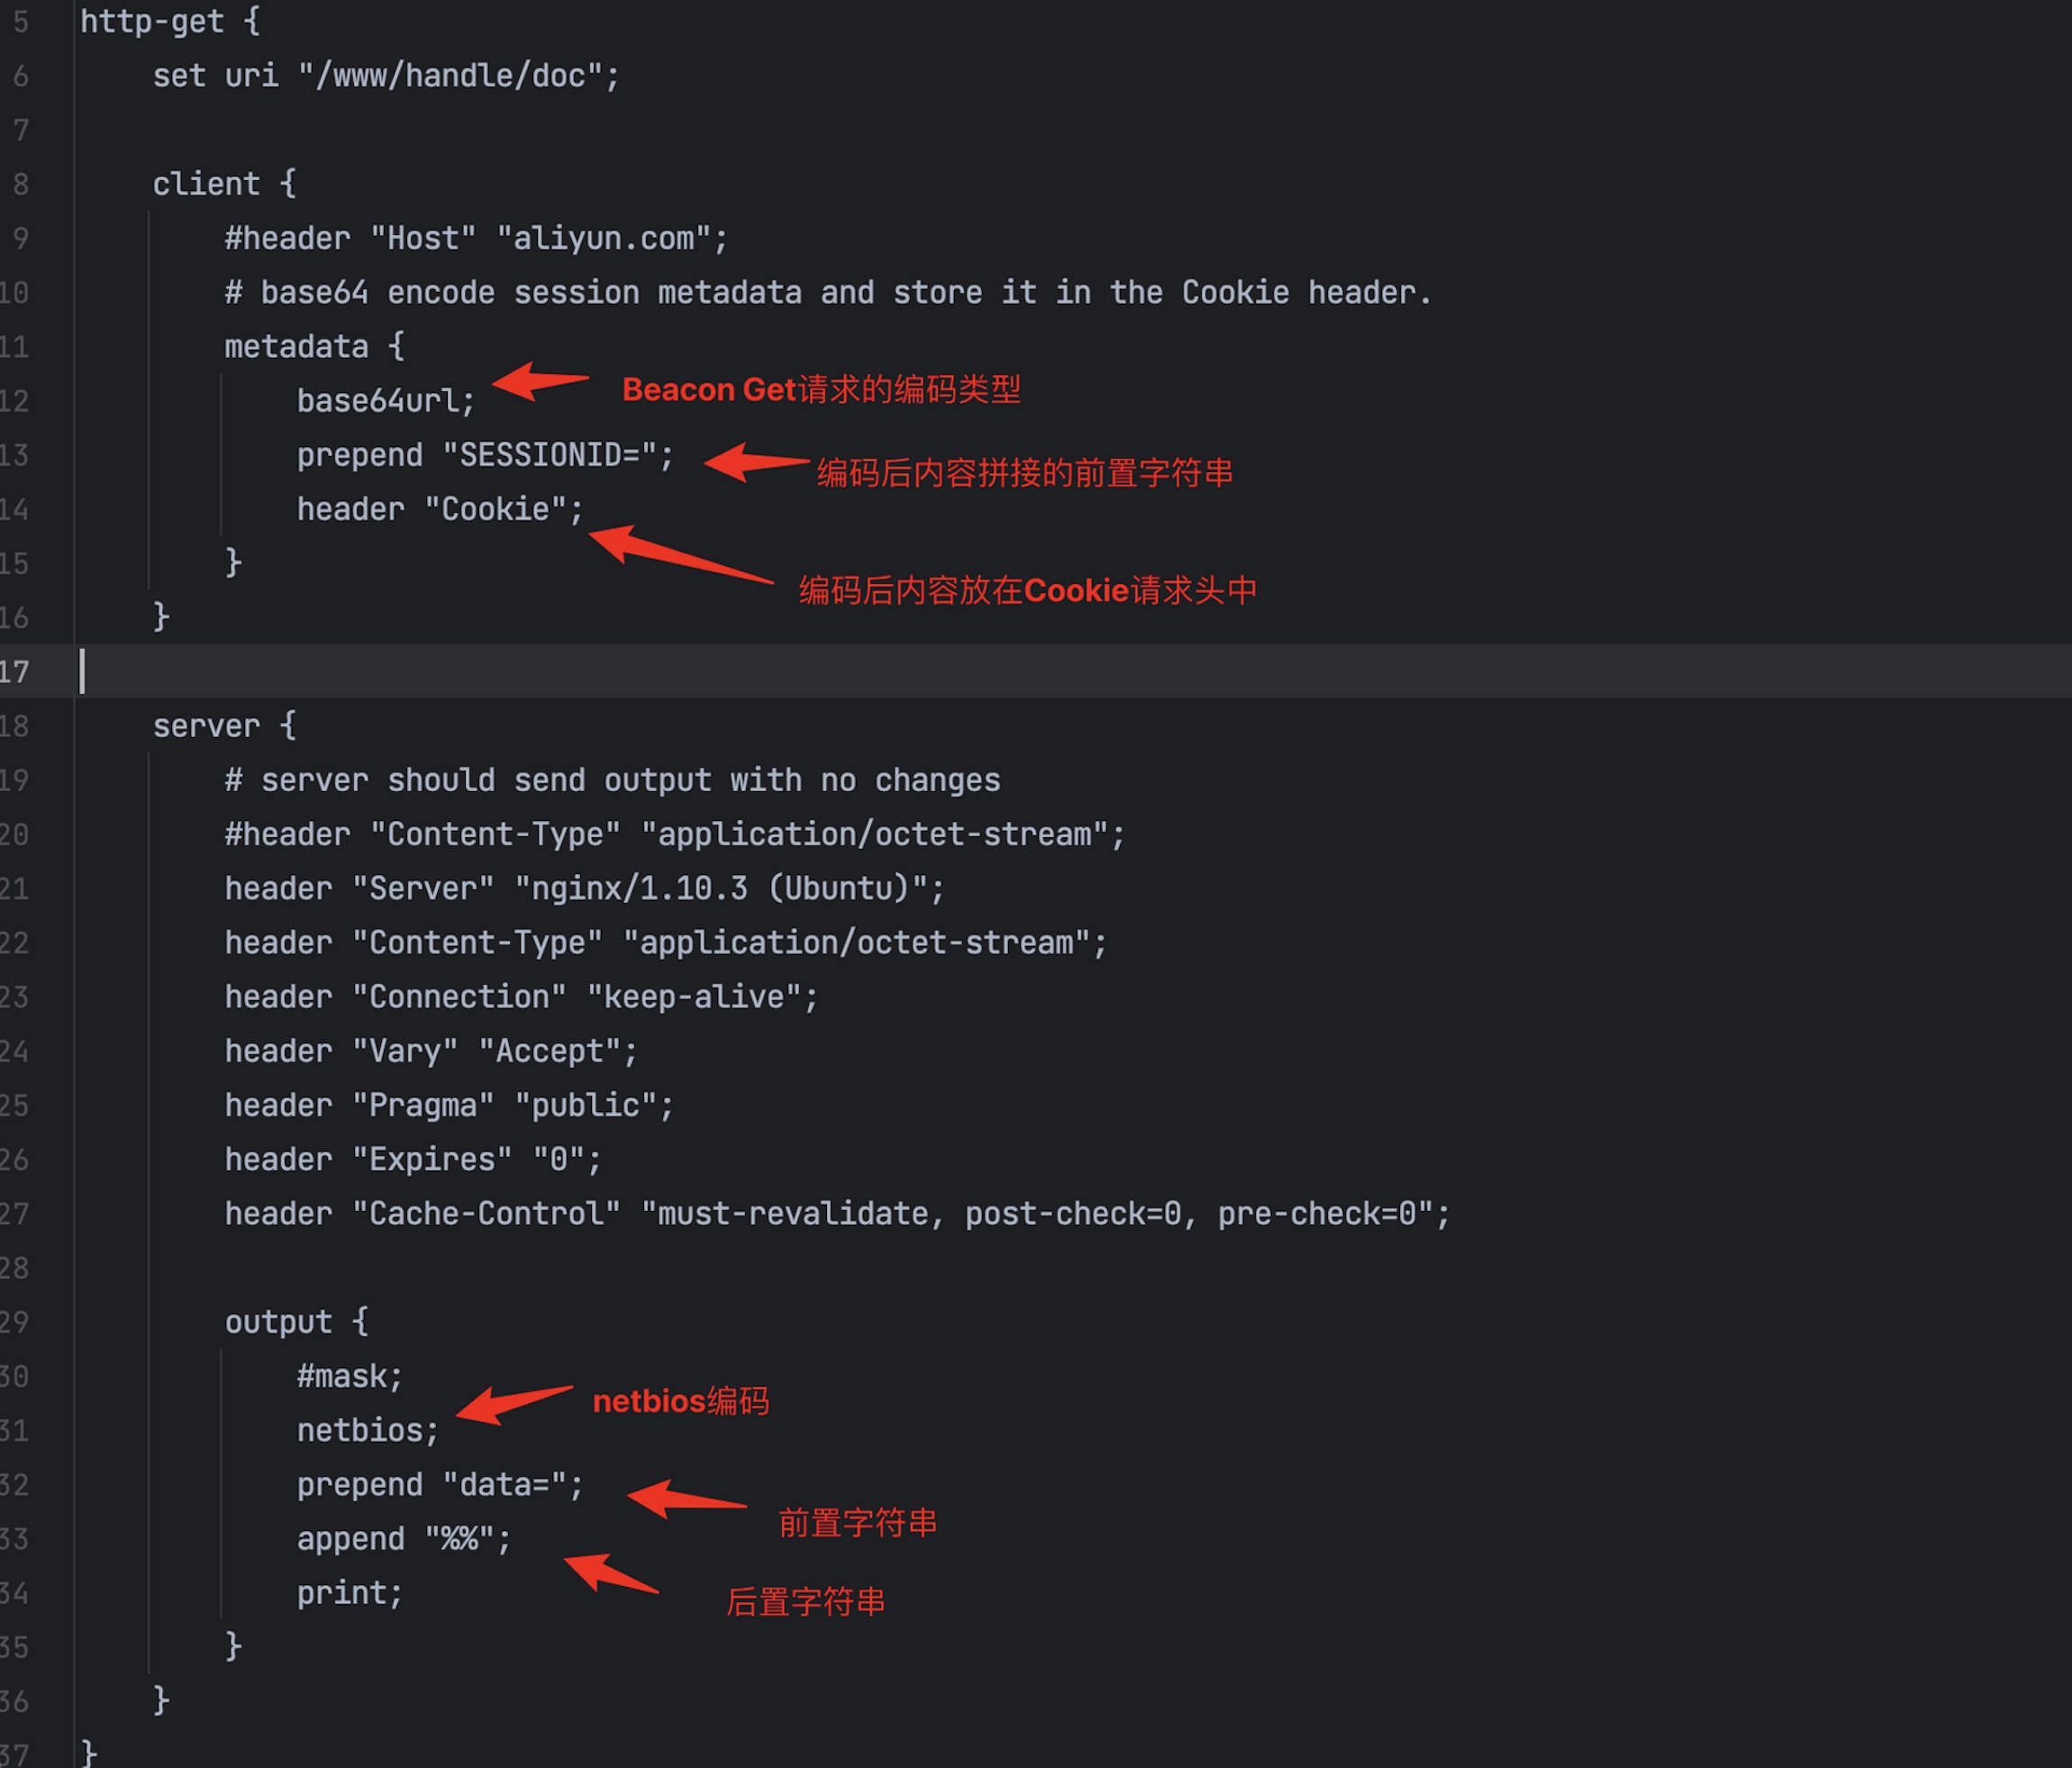 5 http-get {
6 set uri "/www/handle/doc";
7
8 client {
9 #header "Host" "aliyun.com";
10 # base64 encode session metadata and store it in the Cookie header.
11 metadata {
12 base64url; Beacon Get请求的编码类型
13 prepend "SESSIONID="; 编码后内容拼接的前置字符串
14 header "Cookie";
15 }
编码后内容放在Cookie请求头中
16 }
17
18 server {
19 # server should send output with no changes
20 #header "Content-Type" "application/octet-stream";
21 header "Server" "nginx/1.10.3 (Ubuntu)";
22 header "Content-Type" "application/octet-stream";
23 header "Connection" "keep-alive";
24 header "Vary" "Accept";
25 header "Pragma" "public";
26 header "Expires" "0";
27 header "Cache-Control" "must-revalidate, post-check=0, pre-check=0";
28
29 output {
30 #mask;
netbios编码
31 netbios;
32 prepend "data=";
前置字符串
33 append "%%";
34 print; 后置字符串
35 }
36 }
37 }